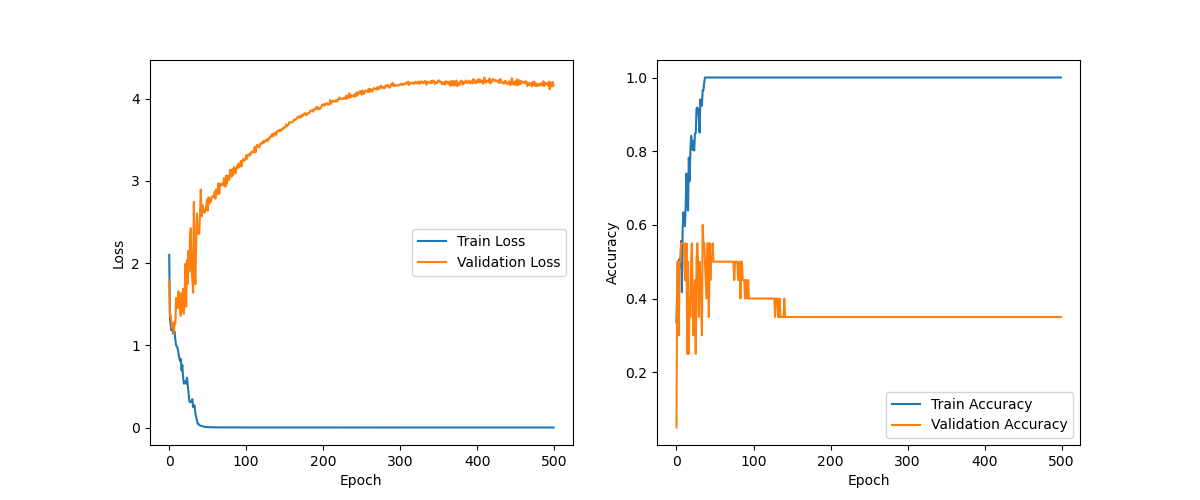 4
3
2
1
0
Loss
0
100
200
300
400
500
Epoch
Train Loss
Validation Loss
1.0
0.8
0.6
0.4
0.2
Accuracy
0
100
200
300
400
500
Epoch
Train Accuracy
Validation Accuracy